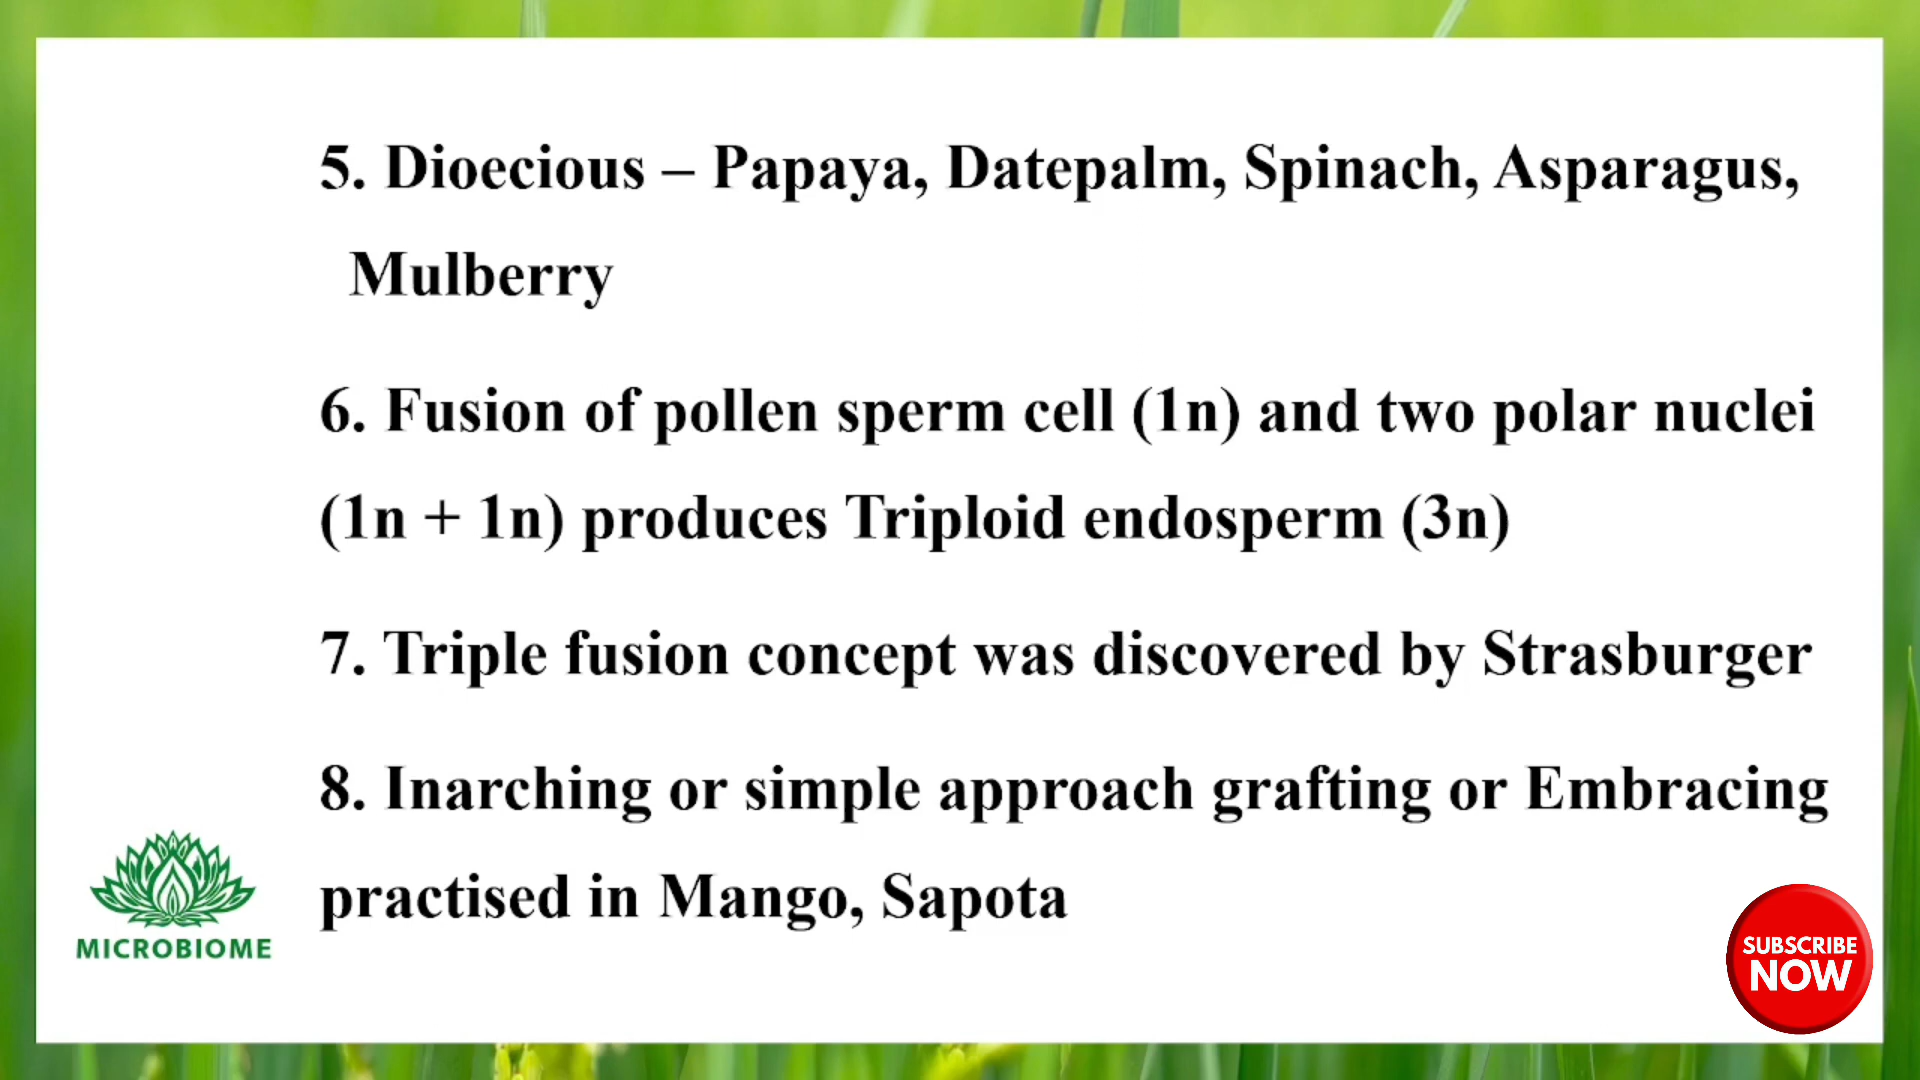 5. Dioecious – Papaya, Datepalm, Spinach, Asparagus,
Mulberry
6. Fusion of pollen sperm cell (1n) and two polar nuclei
(1n + 1n) produces Triploid endosperm (3n)
7. Triple fusion concept was discovered by Strasburger
8. Inarching or simple approach grafting or Embracing
practised in Mango, Sapota
MICROBIOME
SUBSCRIBE
NOW